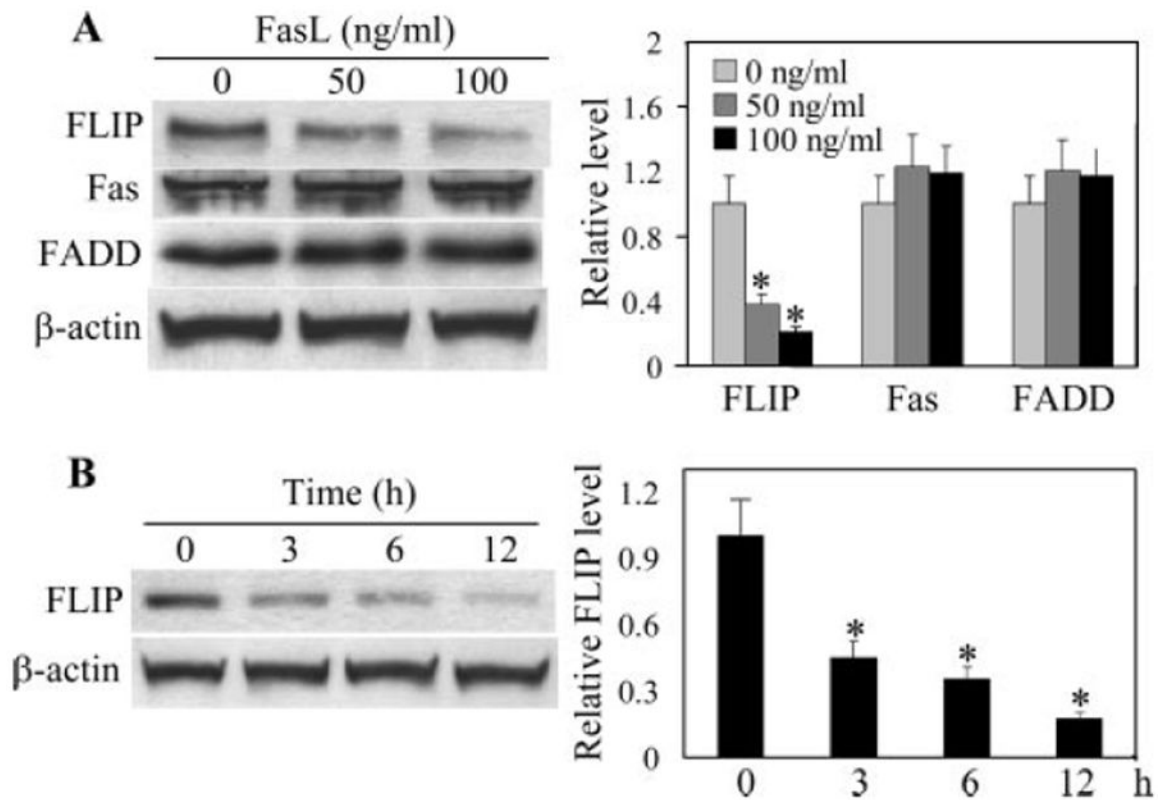 A
FasL (ng/ml)
0 50 100
FLIP
Fas
FADD
β-actin
Relative level
2
1.6
1.2
0.8
0.4
0
0 ng/ml
50 ng/ml
100 ng/ml
* *
FLIP Fas FADD
B
Time (h)
0 3 6 12
FLIP
β-actin
Relative FLIP level
1.2
0.9
0.6
0.3
0
* * *
0 3 6 12 h